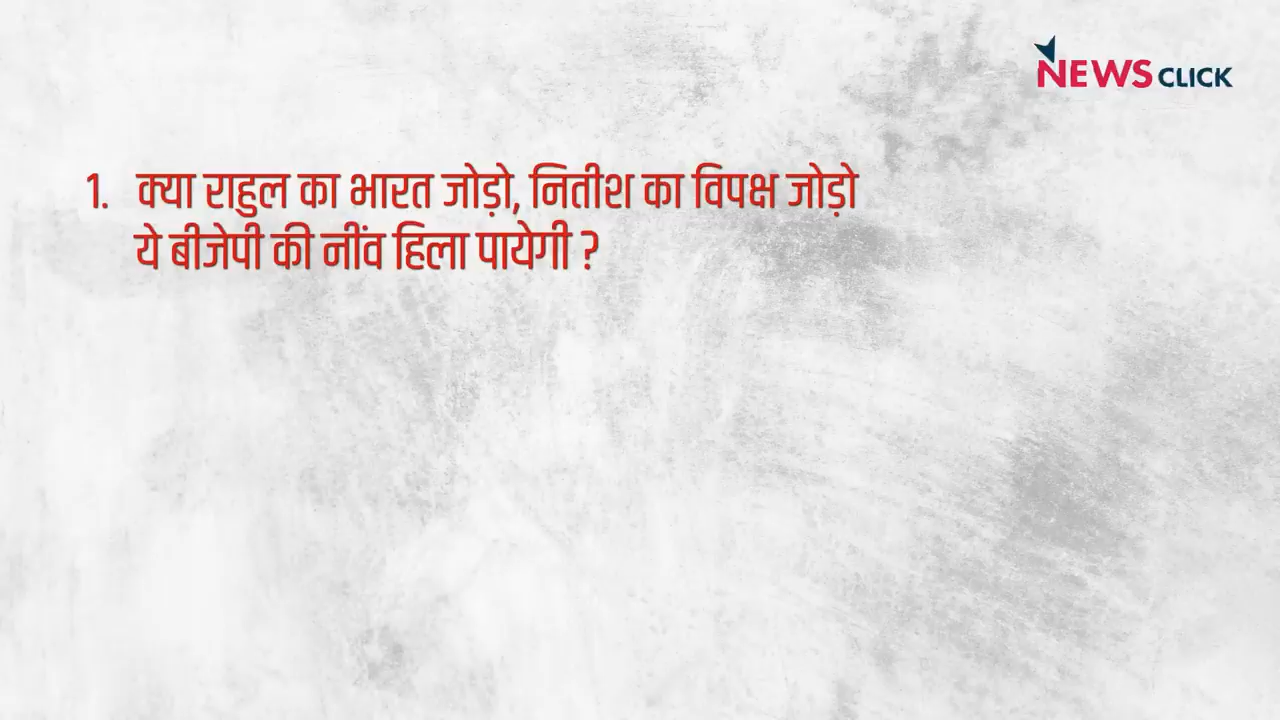 NEWS CLICK
1. क्या राहुल का भारत जोड़ो, नितीश का विपक्ष जोड़ो
ये बीजेपी की नींव हिला पायेगी ?